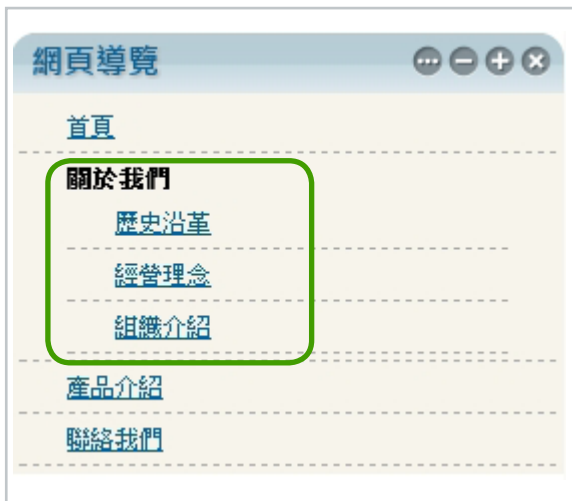 網頁導覽
首頁
關於我們
歷史沿革
經營理念
組織介紹
產品介紹
聯絡我們